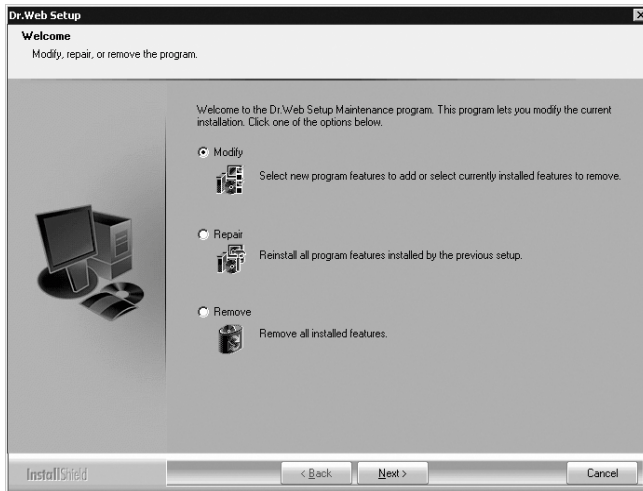 Dr.Web Setup
Welcome
Modify, repair, or remove the program.
Welcome to the Dr.Web Setup Maintenance program. This program lets you modify the current
installation. Click one of the options below.
Modify
Select new program features to add or select currently installed features to remove.
Repair
Reinstall all program features installed by the previous setup.
Remove
Remove all installed features.
InstallShield
< Back
Next >
Cancel